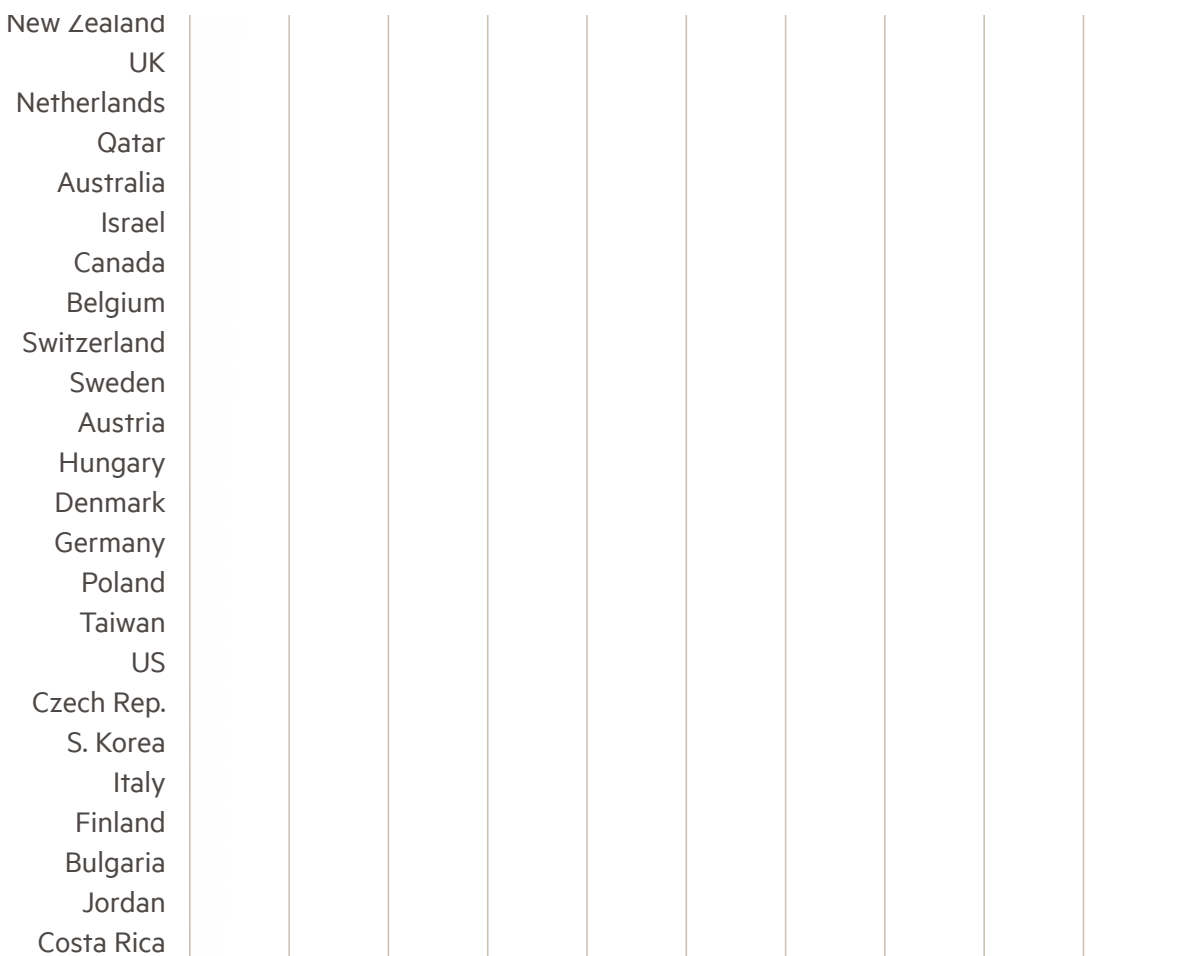 New Zealand
UK
Netherlands
Qatar
Australia
Israel
Canada
Belgium
Switzerland
Sweden
Austria
Hungary
Denmark
Germany
Poland
Taiwan
US
Czech Rep.
S. Korea
Italy
Finland
Bulgaria
Jordan
Costa Rica